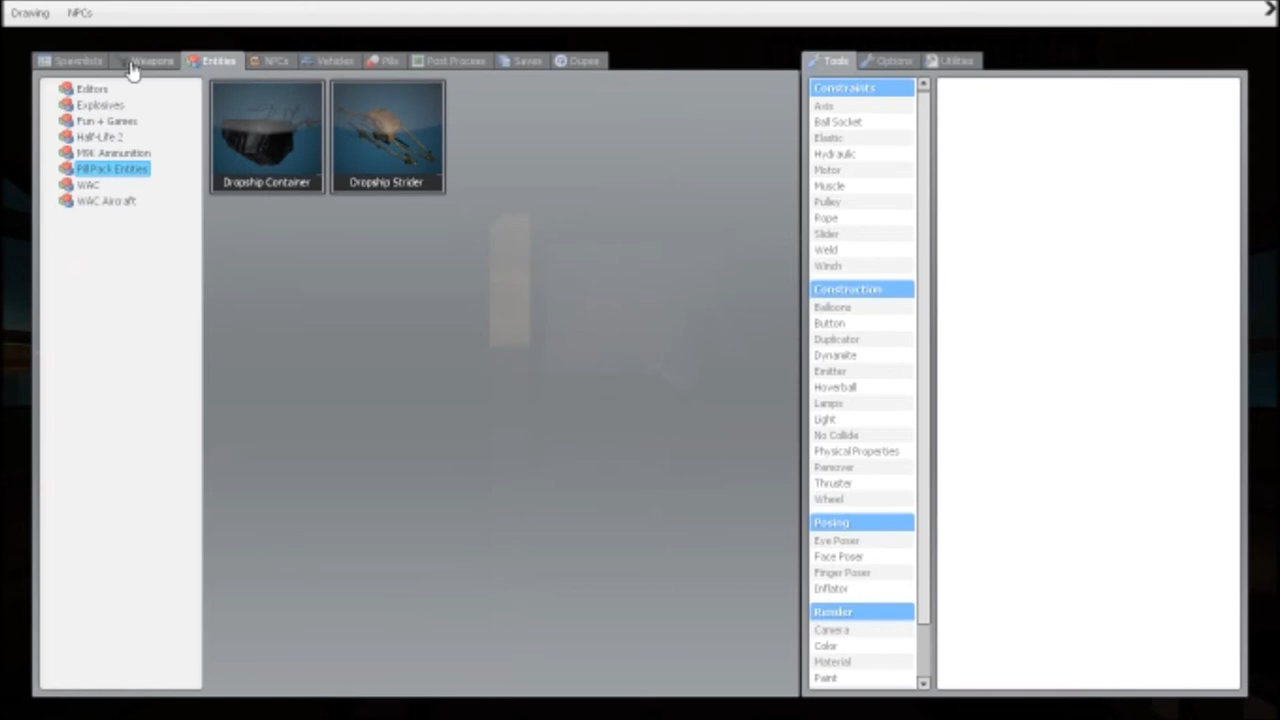 Drawing NPCs
Spawnlists Weapons Entities NPCs Vehicles Pills Post Process Saves Dupes
Tools Options Utilities
Editors
Explosives
Fun + Games
Half-Life 2
M9K Ammunition
Pill Pack Entities
WAC
WAC Aircraft
Dropship Container
Dropship Strider
Constraints
Axis
Ball Socket
Elastic
Hydraulic
Motor
Muscle
Pulley
Rope
Slider
Weld
Winch
Construction
Balloons
Button
Duplicator
Dynamite
Emitter
Hoverball
Lamps
Light
No Collide
Physical Properties
Remover
Thruster
Wheel
Posing
Eye Poser
Face Poser
Finger Poser
Inflator
Render
Camera
Color
Material
Paint